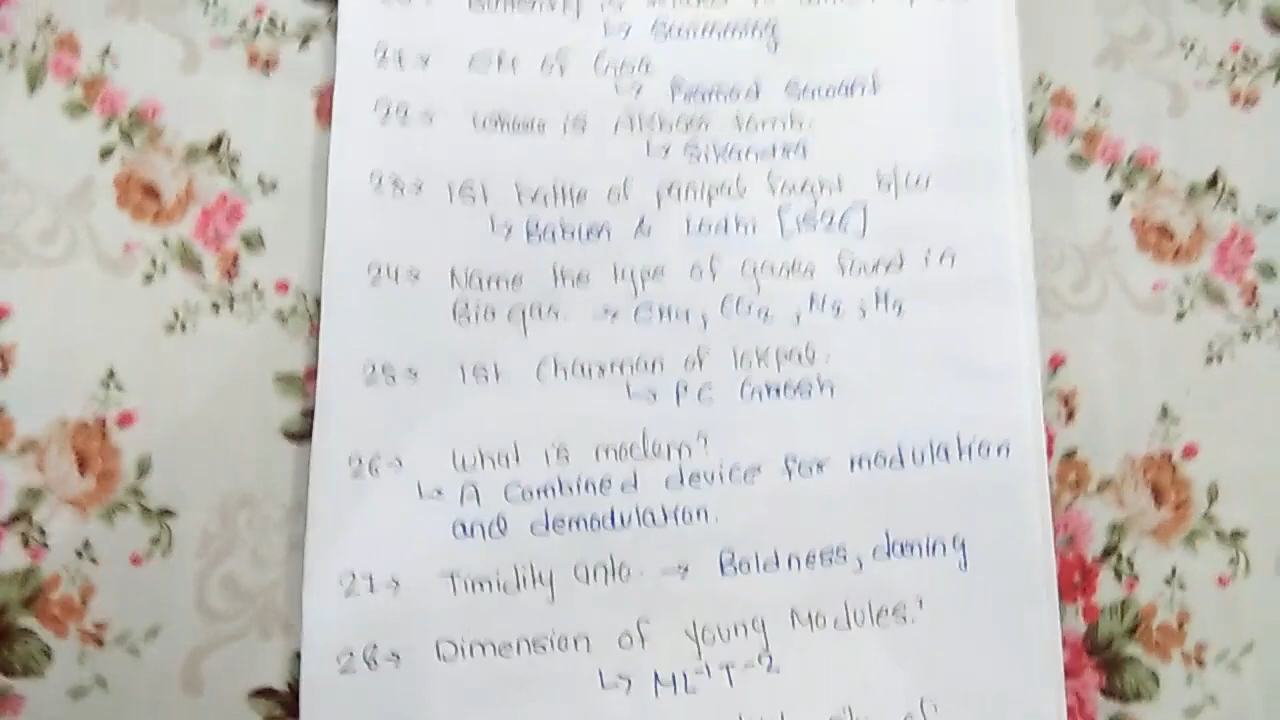 21→ CM of Goa
↳ Pramod Sawant
22→ Where is Akbar tomb.
↳ Sikandra
23→ 1st battle of panipat fought b/w
↳ Babur & Lodhi [1526]
24→ Name the type of gases found in
Bio gas. → CH4, CO2, N2, H2
25→ 1st Chairman of lokpal.
↳ PC Ghosh
26→ What is modem?
↳ A combined device for modulation
and demodulation.
27→ Timidity anto. → Boldness, daring
28→ Dimension of young Modules.
↳ ML⁻¹T⁻²